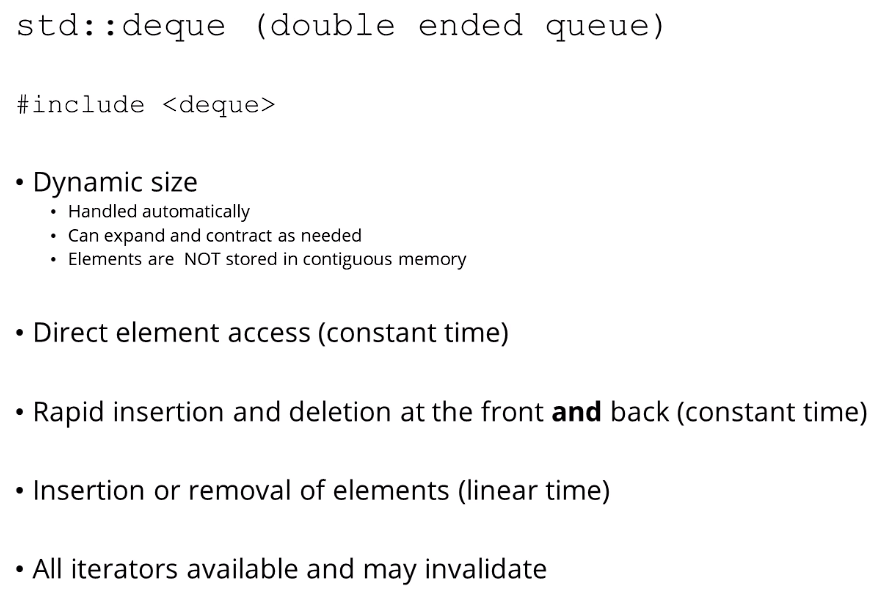 std::deque (double ended queue)
#include <deque>
• Dynamic size
• Handled automatically
• Can expand and contract as needed
• Elements are NOT stored in contiguous memory
• Direct element access (constant time)
• Rapid insertion and deletion at the front and back (constant time)
• Insertion or removal of elements (linear time)
• All iterators available and may invalidate